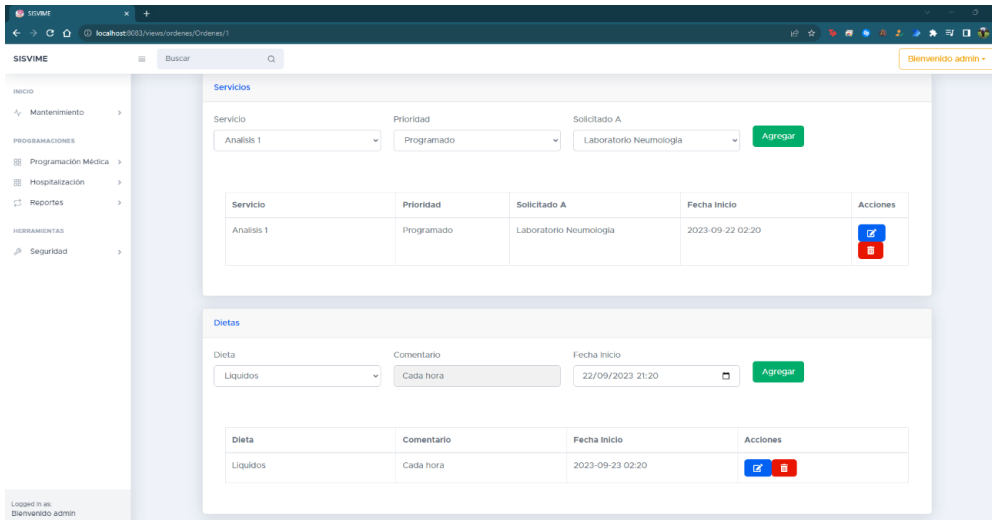 SISVIME
localhost:8083/views/ordenes/Ordenes/1
SISVIME
Buscar
Bienvenido admin
INICIO
Mantenimiento
PROGRAMACIONES
Programación Médica
Hospitalización
Reportes
HERRAMIENTAS
Seguridad
Logged in as:
Bienvenido admin
Servicios
Servicio Prioridad Solicitado A
Analisis 1 Programado Laboratorio Neumologia Agregar
Servicio Prioridad Solicitado A Fecha Inicio Acciones
Analisis 1 Programado Laboratorio Neumologia 2023-09-22 02:20
Dietas
Dieta Comentario Fecha Inicio
Liquidos Cada hora 22/09/2023 21:20 Agregar
Dieta Comentario Fecha Inicio Acciones
Liquidos Cada hora 2023-09-23 02:20